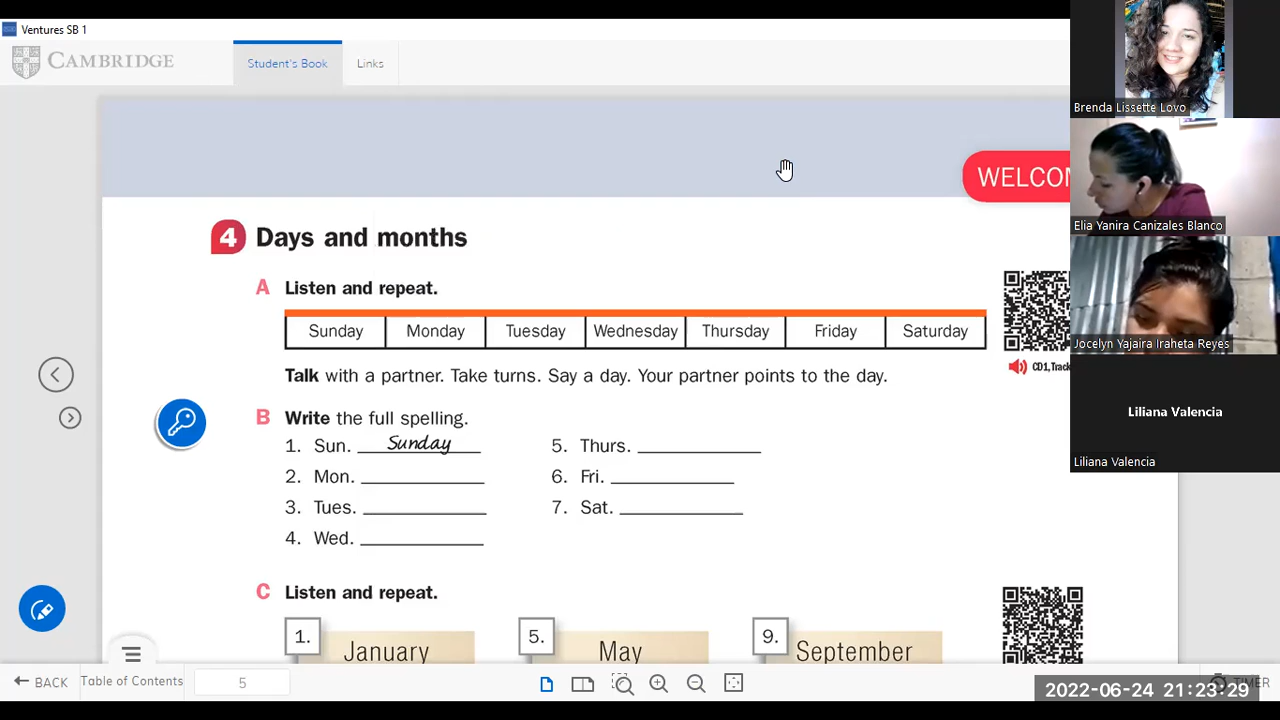 Ventures SB 1
CAMBRIDGE
Student's Book
Links
WELCOM
4 Days and months
A Listen and repeat.
Sunday Monday Tuesday Wednesday Thursday Friday Saturday
CD1, Track
Talk with a partner. Take turns. Say a day. Your partner points to the day.
B Write the full spelling.
1. Sun. Sunday
2. Mon.
3. Tues.
4. Wed.
5. Thurs.
6. Fri.
7. Sat.
C Listen and repeat.
1. January
5. May
9. September
BACK
Table of Contents
5
TIMER
2022-06-24 21:23:29
Brenda Lissette Lovo
Elia Yanira Canizales Blanco
Jocelyn Yajaira Iraheta Reyes
Liliana Valencia
Liliana Valencia